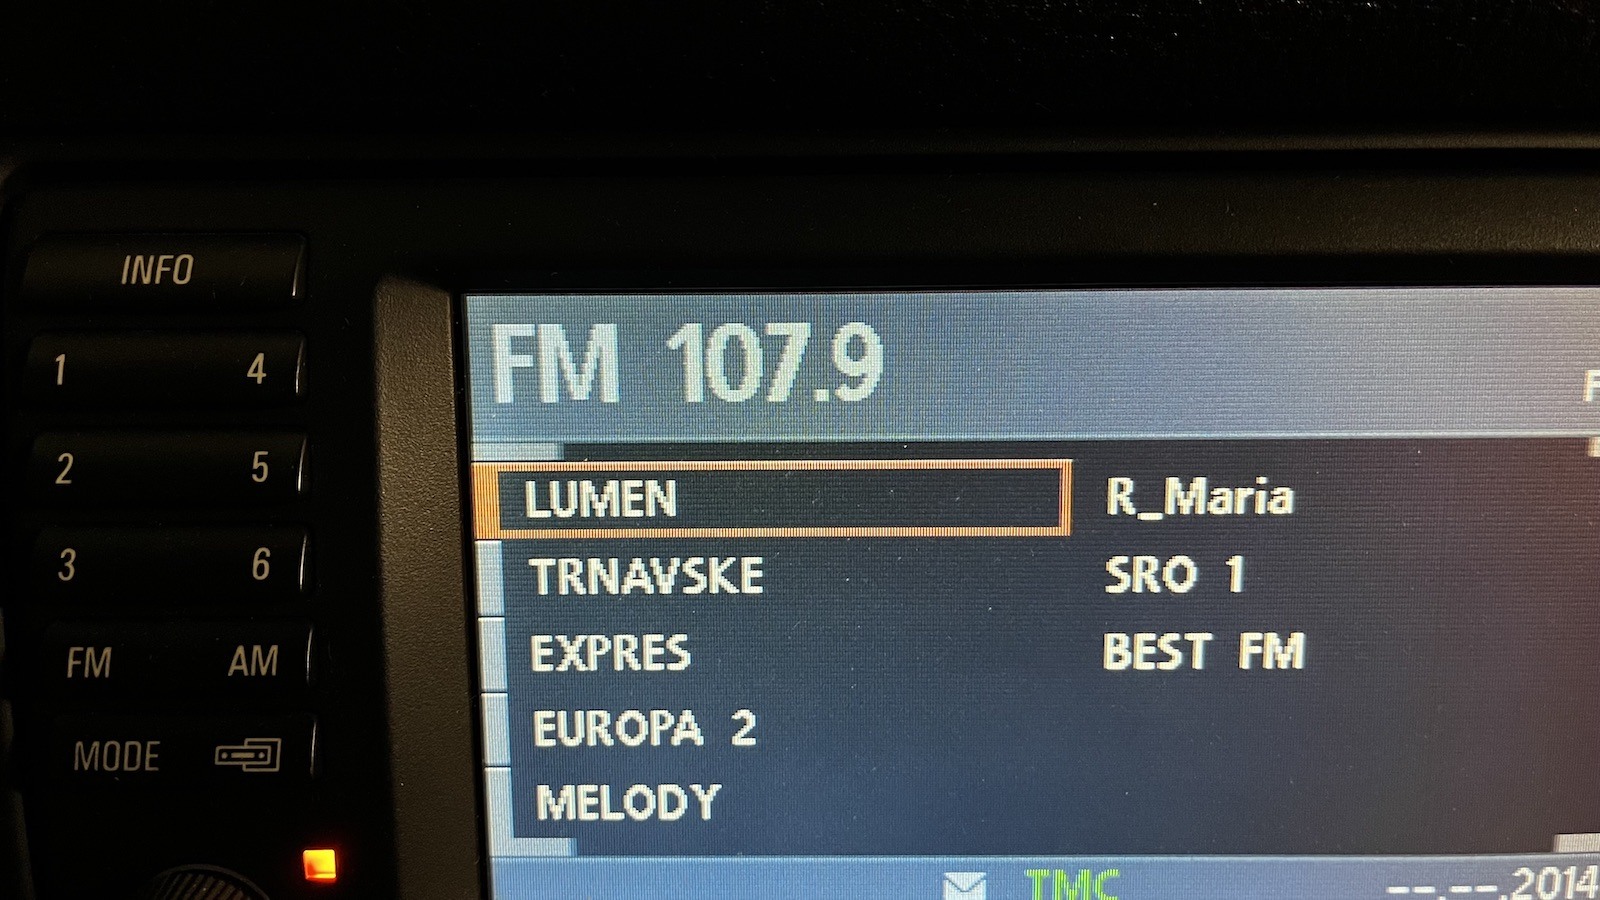 INFO
1 4
2 5
3 6
FM AM
MODE
FM 107.9
LUMEN R_Maria
TRNAVSKE SRO 1
EXPRES BEST FM
EUROPA 2
MELODY
TMC --.--.2014